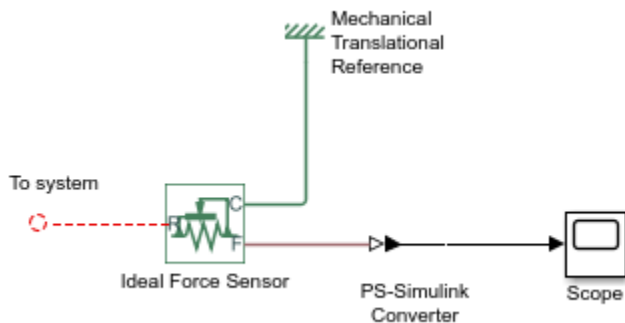 Mechanical
Translational
Reference
To system
R
C
F
Ideal Force Sensor
PS-Simulink
Converter
Scope